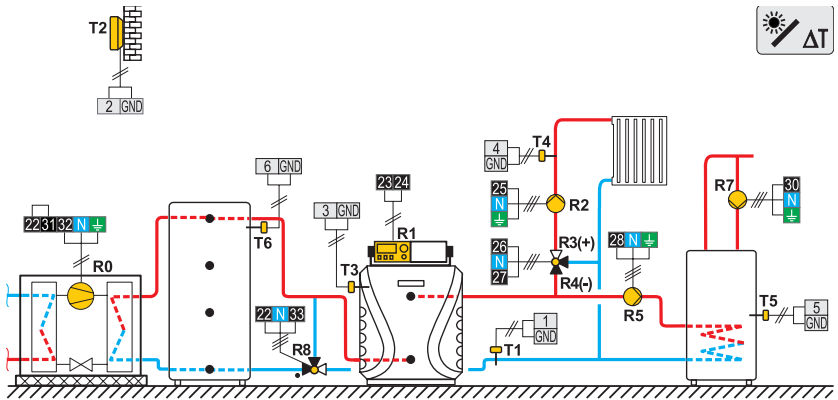 T2
ΔT
2 GND
6 GND
4
GND
T4
23 24
25
N
R2
R7
30
N
3 GND
R1
22 31 32 N
T6
26
N
27
R3(+)
R4(-)
28 N
R0
T3
22 N 33
R8
1
GND
T1
R5
T5
5
GND